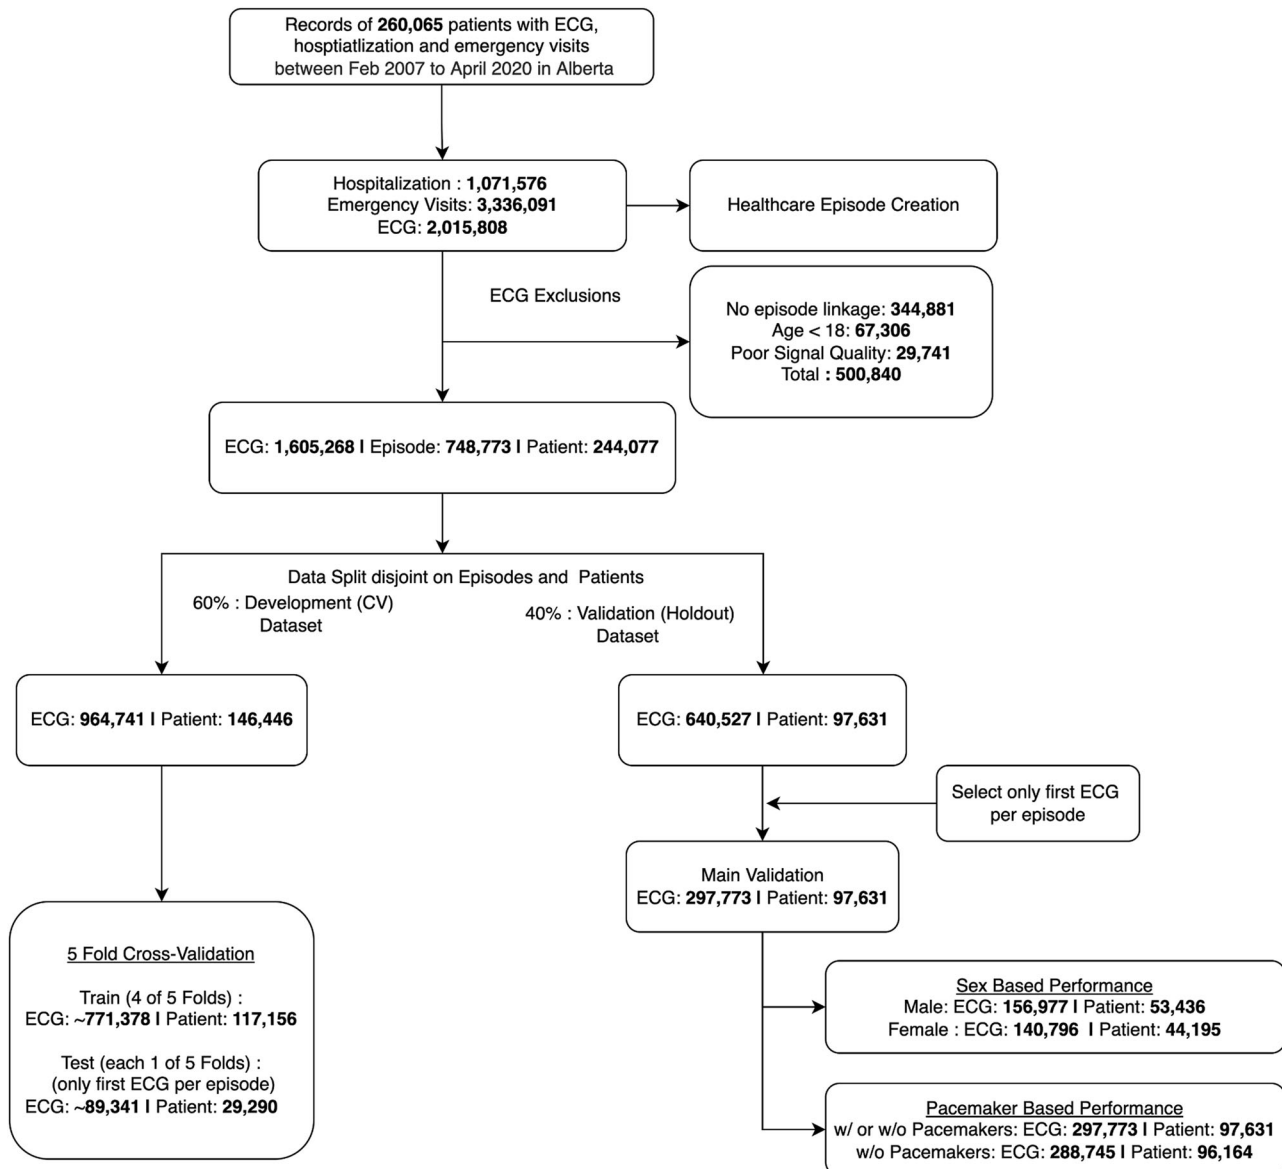 Records of 260,065 patients with ECG,
hosptiatlization and emergency visits
between Feb 2007 to April 2020 in Alberta
Hospitalization : 1,071,576
Emergency Visits: 3,336,091
ECG: 2,015,808
Healthcare Episode Creation
ECG Exclusions
No episode linkage: 344,881
Age < 18: 67,306
Poor Signal Quality: 29,741
Total : 500,840
ECG: 1,605,268 | Episode: 748,773 | Patient: 244,077
Data Split disjoint on Episodes and Patients
60% : Development (CV)
Dataset
40% : Validation (Holdout)
Dataset
ECG: 964,741 | Patient: 146,446
ECG: 640,527 | Patient: 97,631
Select only first ECG
per episode
Main Validation
ECG: 297,773 | Patient: 97,631
5 Fold Cross-Validation
Train (4 of 5 Folds) :
ECG: ~771,378 | Patient: 117,156
Test (each 1 of 5 Folds) :
(only first ECG per episode)
ECG: ~89,341 | Patient: 29,290
Sex Based Performance
Male: ECG: 156,977 | Patient: 53,436
Female : ECG: 140,796 | Patient: 44,195
Pacemaker Based Performance
w/ or w/o Pacemakers: ECG: 297,773 | Patient: 97,631
w/o Pacemakers: ECG: 288,745 | Patient: 96,164